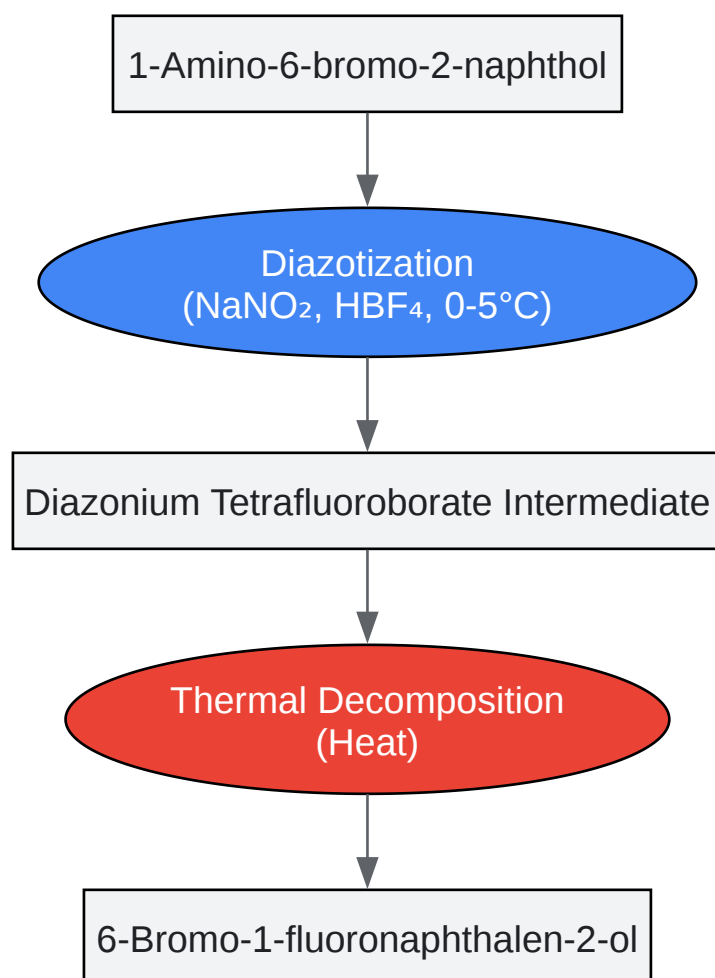 1-Amino-6-bromo-2-naphthol
Diazotization
(NaNO₂, HBF₄, 0-5°C)
Diazonium Tetrafluoroborate Intermediate
Thermal Decomposition
(Heat)
6-Bromo-1-fluoronaphthalen-2-ol